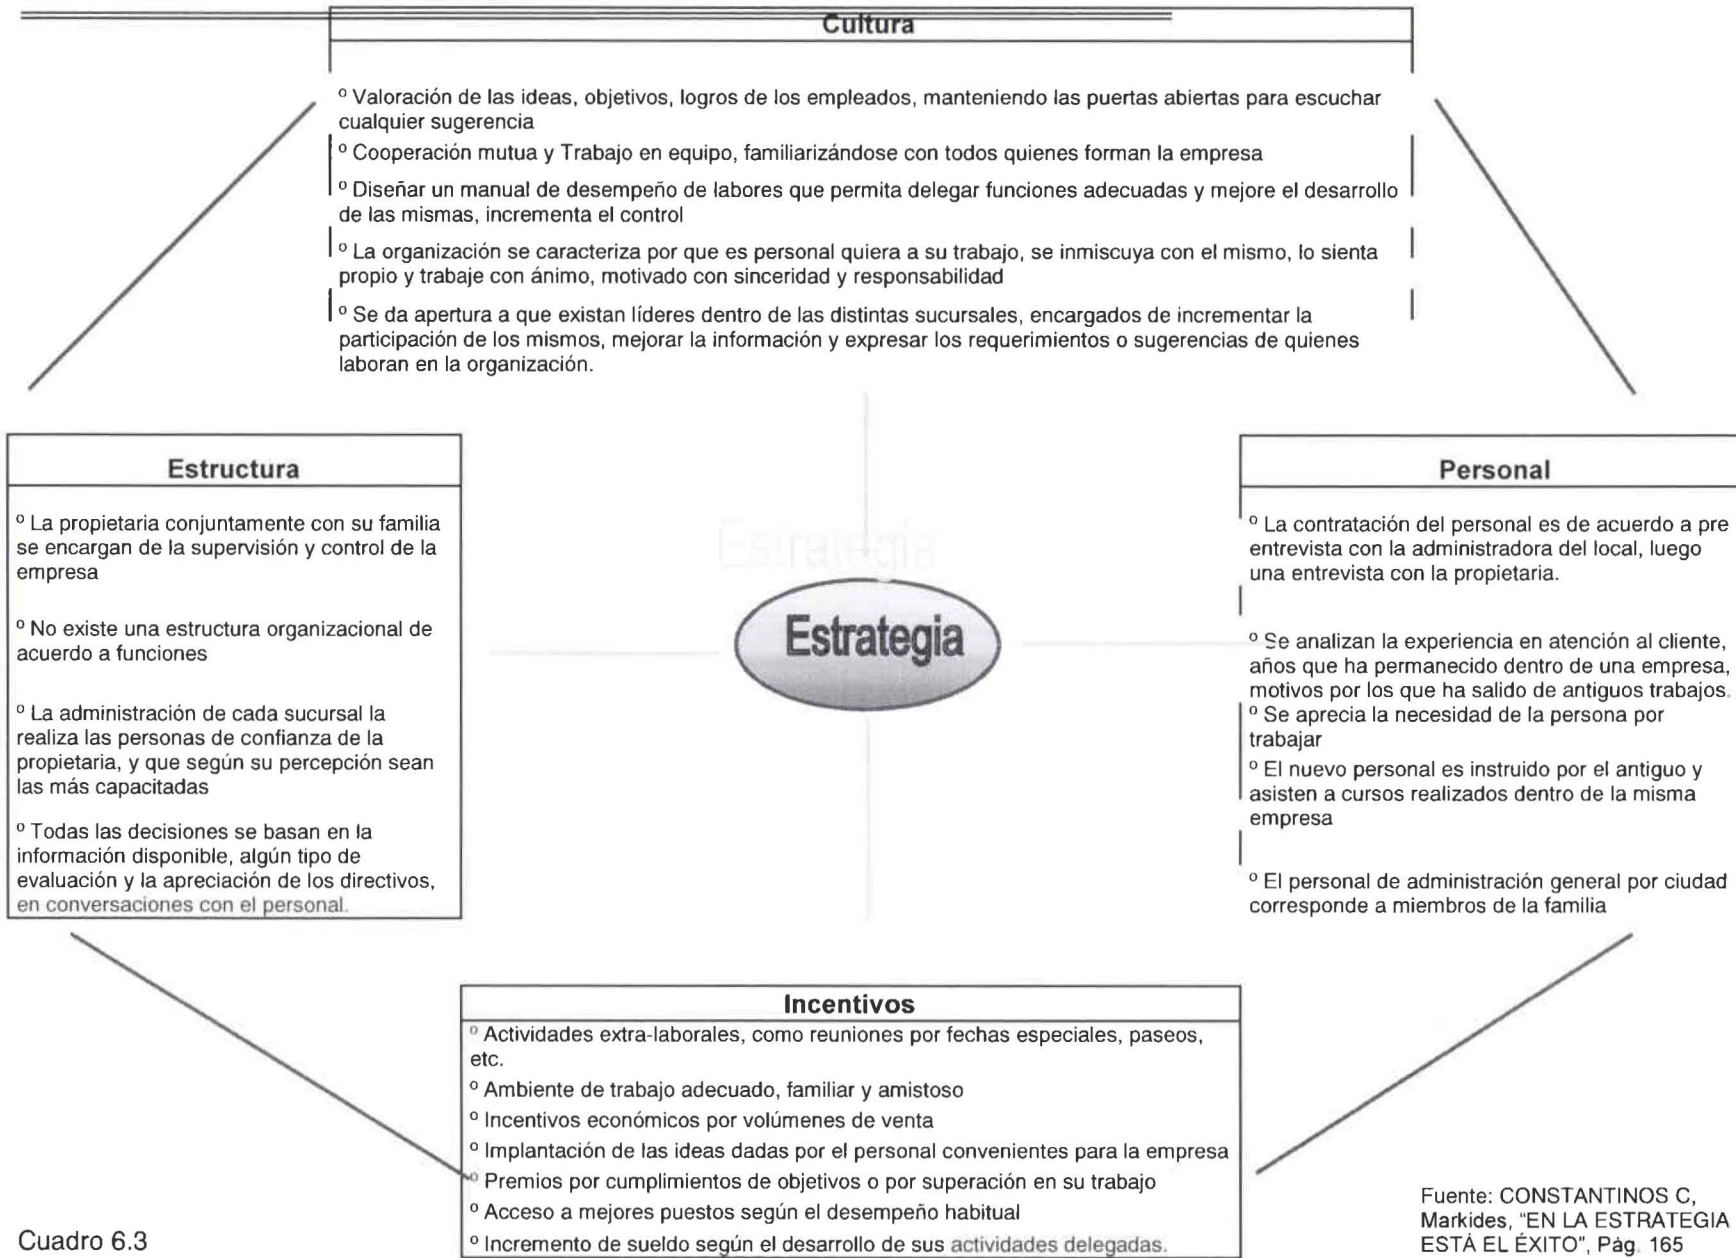 Cultura
º Valoración de las ideas, objetivos, logros de los empleados, manteniendo las puertas abiertas para escuchar
cualquier sugerencia
º Cooperación mutua y Trabajo en equipo, familiarizándose con todos quienes forman la empresa
º Diseñar un manual de desempeño de labores que permita delegar funciones adecuadas y mejore el desarrollo
de las mismas, incrementa el control
º La organización se caracteriza por que es personal quiera a su trabajo, se inmiscuya con el mismo, lo sienta
propio y trabaje con ánimo, motivado con sinceridad y responsabilidad
º Se da apertura a que existan líderes dentro de las distintas sucursales, encargados de incrementar la
participación de los mismos, mejorar la información y expresar los requerimientos o sugerencias de quienes
laboran en la organización.
Estructura
º La propietaria conjuntamente con su familia
se encargan de la supervisión y control de la
empresa
º No existe una estructura organizacional de
acuerdo a funciones
º La administración de cada sucursal la
realiza las personas de confianza de la
propietaria, y que según su percepción sean
las más capacitadas
º Todas las decisiones se basan en la
información disponible, algún tipo de
evaluación y la apreciación de los directivos,
en conversaciones con el personal.
Estrategia
Estrategia
Personal
º La contratación del personal es de acuerdo a pre
entrevista con la administradora del local, luego
una entrevista con la propietaria.
º Se analizan la experiencia en atención al cliente,
años que ha permanecido dentro de una empresa,
motivos por los que ha salido de antiguos trabajos.
º Se aprecia la necesidad de la persona por
trabajar
º El nuevo personal es instruido por el antiguo y
asisten a cursos realizados dentro de la misma
empresa
º El personal de administración general por ciudad
corresponde a miembros de la familia
Incentivos
º Actividades extra-laborales, como reuniones por fechas especiales, paseos,
etc.
º Ambiente de trabajo adecuado, familiar y amistoso
º Incentivos económicos por volúmenes de venta
º Implantación de las ideas dadas por el personal convenientes para la empresa
º Premios por cumplimientos de objetivos o por superación en su trabajo
º Acceso a mejores puestos según el desempeño habitual
º Incremento de sueldo según el desarrollo de sus actividades delegadas.
Cuadro 6.3
Fuente: CONSTANTINOS C,
Markides, "EN LA ESTRATEGIA
ESTÁ EL ÉXITO", Pág. 165